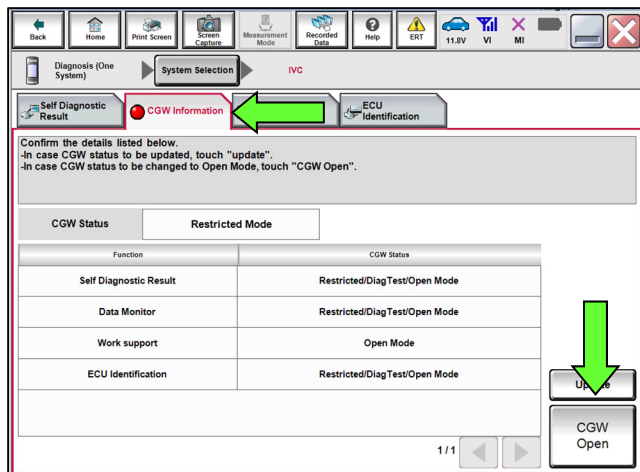 Back
Home
Print Screen
Screen
Capture
Measurement
Mode
Recorded
Data
Help
ERT
11.8V
VI
MI
Diagnosis (One
System)
System Selection
IVC
Self Diagnostic
Result
CGW Information
ECU
Identification
Confirm the details listed below.
-In case CGW status to be updated, touch "update".
-In case CGW status to be changed to Open Mode, touch "CGW Open".
CGW Status
Restricted Mode
Function
CGW Status
Self Diagnostic Result
Restricted/DiagTest/Open Mode
Data Monitor
Restricted/DiagTest/Open Mode
Work support
Open Mode
ECU Identification
Restricted/DiagTest/Open Mode
1/1
CGW
Open